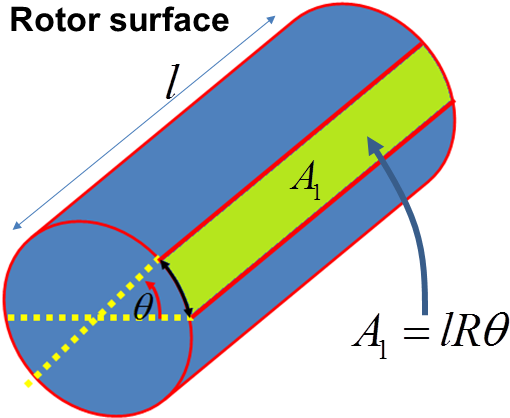 Rotor surface
l
A₁
θ
A₁ = lRθ